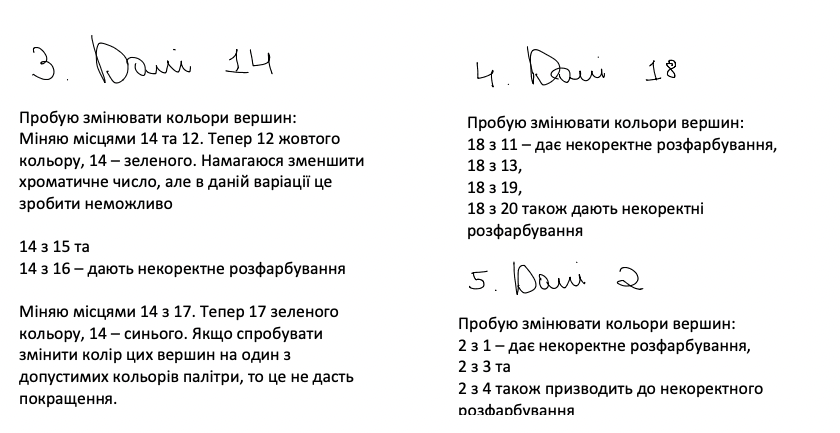 3. Далі 14
Пробую змінювати кольори вершин:
Міняю місцями 14 та 12. Тепер 12 жовтого
кольору, 14 – зеленого. Намагаюся зменшити
хроматичне число, але в даній варіації це
зробити неможливо
14 з 15 та
14 з 16 – дають некоректне розфарбування
Міняю місцями 14 з 17. Тепер 17 зеленого
кольору, 14 – синього. Якщо спробувати
змінити колір цих вершин на один з
допустимих кольорів палітри, то це не дасть
покращення.
4. Далі 18
Пробую змінювати кольори вершин:
18 з 11 – дає некоректне розфарбування,
18 з 13,
18 з 19,
18 з 20 також дають некоректні
розфарбування
5. Далі 2
Пробую змінювати кольори вершин:
2 з 1 – дає некоректне розфарбування,
2 з 3 та
2 з 4 також призводить до некоректного
розфарбування